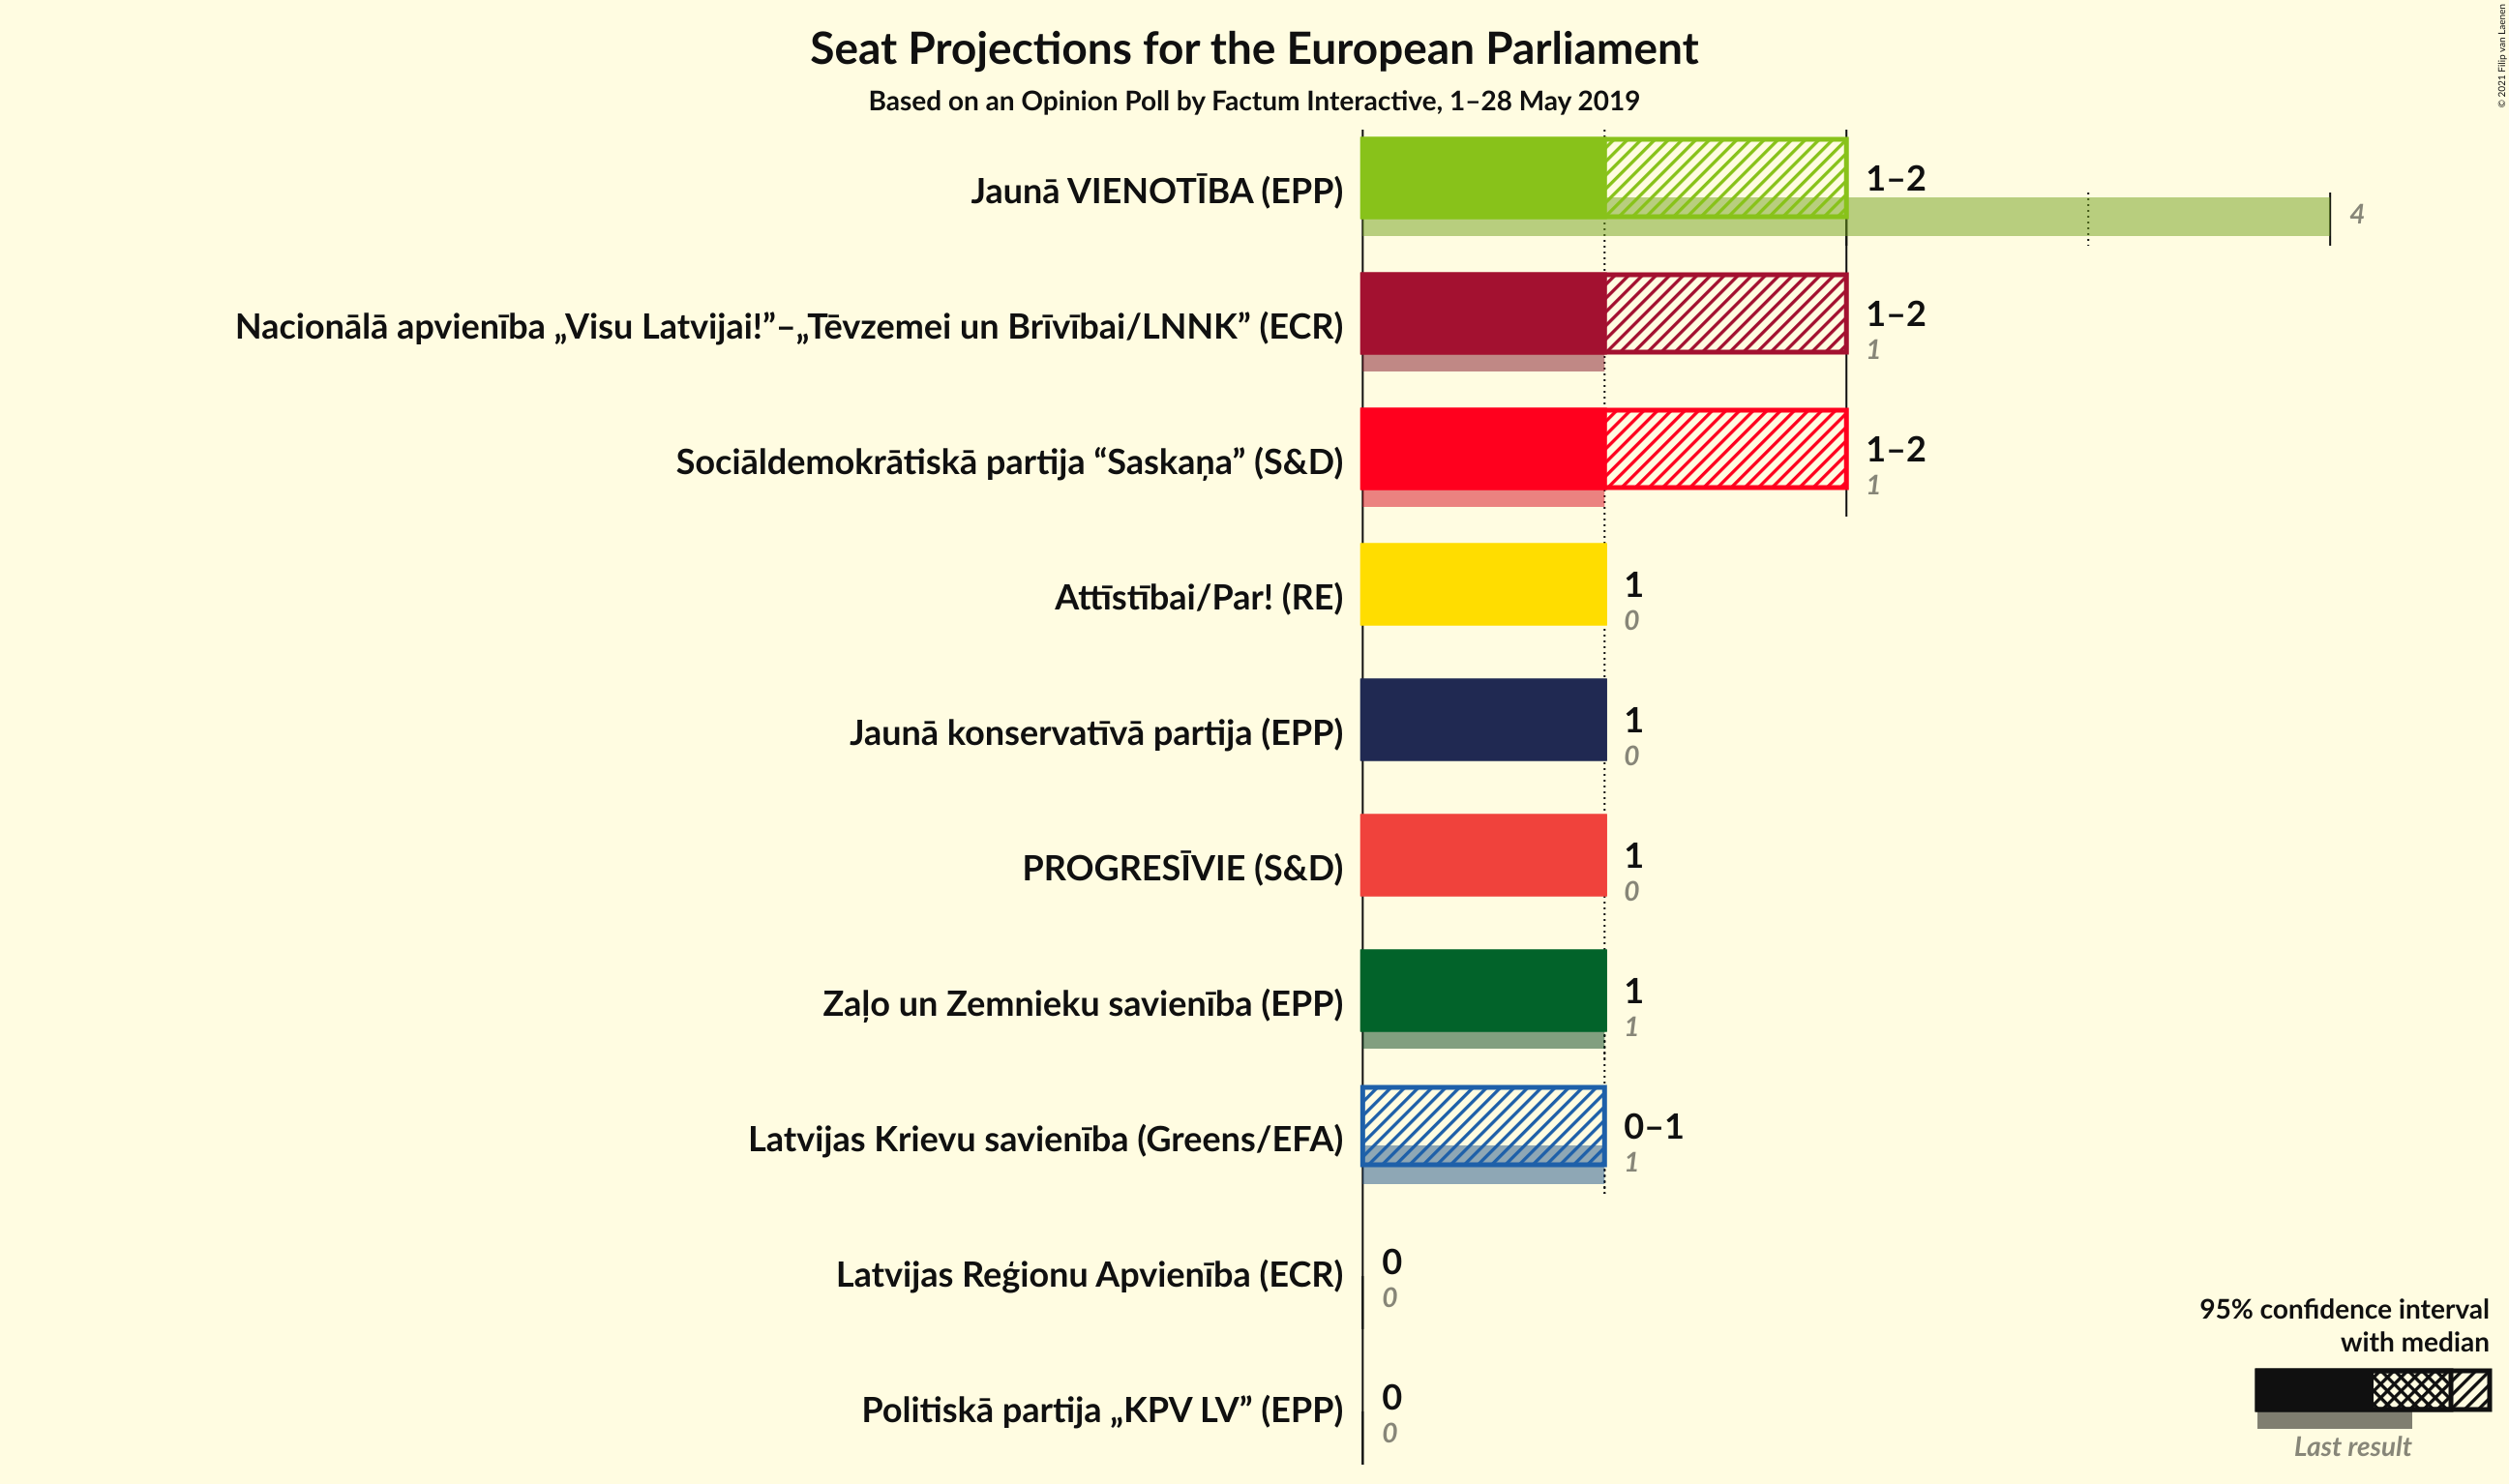 Seat Projections for the European Parliament
Based on an Opinion Poll by Factum Interactive, 1–28 May 2019
© 2021 Filip van Laenen
Jaunā VIENOTĪBA (EPP)
1–2
4
Nacionālā apvienība „Visu Latvijai!”–„Tēvzemei un Brīvībai/LNNK” (ECR)
1–2
1
Sociāldemokrātiskā partija “Saskaņa” (S&D)
1–2
1
Attīstībai/Par! (RE)
1
0
Jaunā konservatīvā partija (EPP)
1
0
PROGRESĪVIE (S&D)
1
0
Zaļo un Zemnieku savienība (EPP)
1
1
Latvijas Krievu savienība (Greens/EFA)
0–1
1
Latvijas Reģionu Apvienība (ECR)
0
0
Politiskā partija „KPV LV” (EPP)
0
0
95% confidence interval
with median
Last result